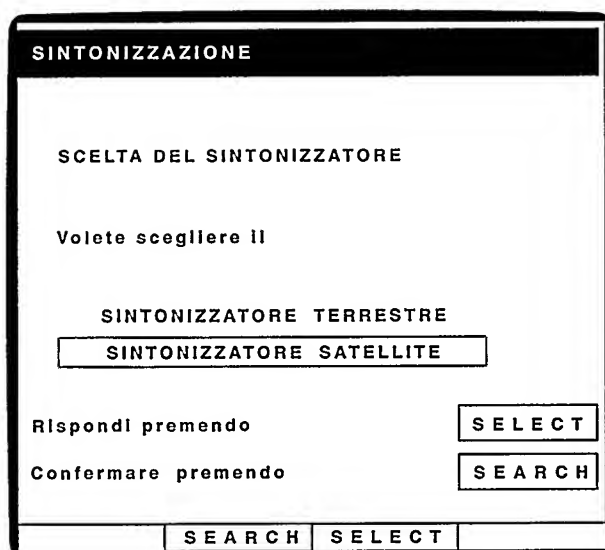 SINTONIZZAZIONE
SCELTA DEL SINTONIZZATORE
Volete scegliere il
SINTONIZZATORE TERRESTRE
SINTONIZZATORE SATELLITE
Rispondi premendo SELECT
Confermare premendo SEARCH
SEARCH SELECT